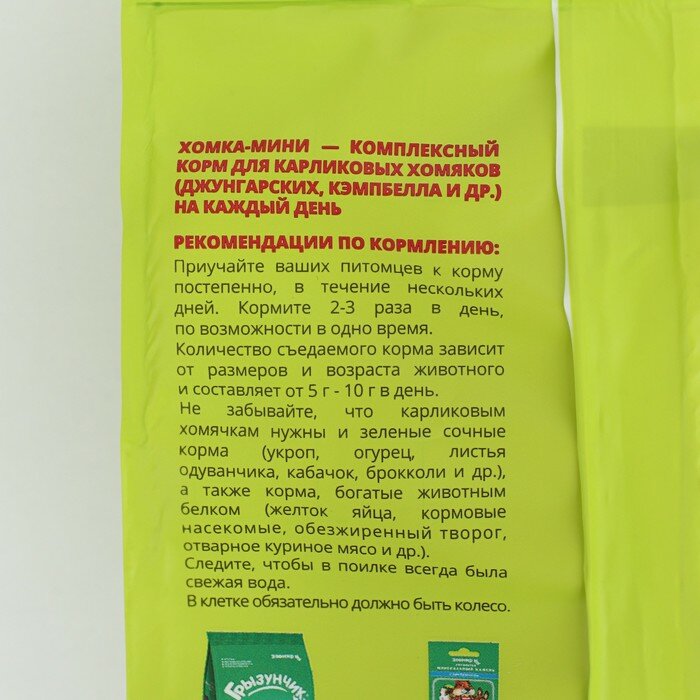 ХОМКА-МИНИ — КОМПЛЕКСНЫЙ
КОРМ ДЛЯ КАРЛИКОВЫХ ХОМЯКОВ
(ДЖУНГАРСКИХ, КЭМПБЕЛЛА И ДР.)
НА КАЖДЫЙ ДЕНЬ
РЕКОМЕНДАЦИИ ПО КОРМЛЕНИЮ:
Приучайте ваших питомцев к корму
постепенно, в течение нескольких
дней. Кормите 2-3 раза в день,
по возможности в одно время.
Количество съедаемого корма зависит
от размеров и возраста животного
и составляет от 5 г - 10 г в день.
Не забывайте, что карликовым
хомячкам нужны и зеленые сочные
корма (укроп, огурец, листья
одуванчика, кабачок, брокколи и др.),
а также корма, богатые животным
белком (желток яйца, кормовые
насекомые, обезжиренный творог,
отварное куриное мясо и др.).
Следите, чтобы в поилке всегда была
свежая вода.
В клетке обязательно должно быть колесо.
Грызунчик